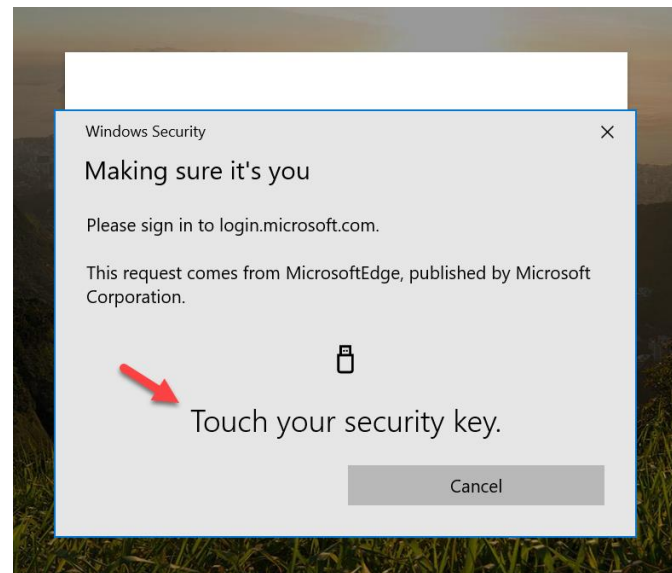 Windows Security
Making sure it's you
Please sign in to login.microsoft.com.
This request comes from MicrosoftEdge, published by Microsoft
Corporation.
Touch your security key.
Cancel